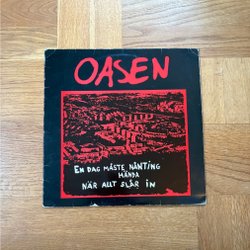 OASEN
EN DAG MÅSTE NÅNTING
HÄNDA
NÄR ALLT SLÅR IN